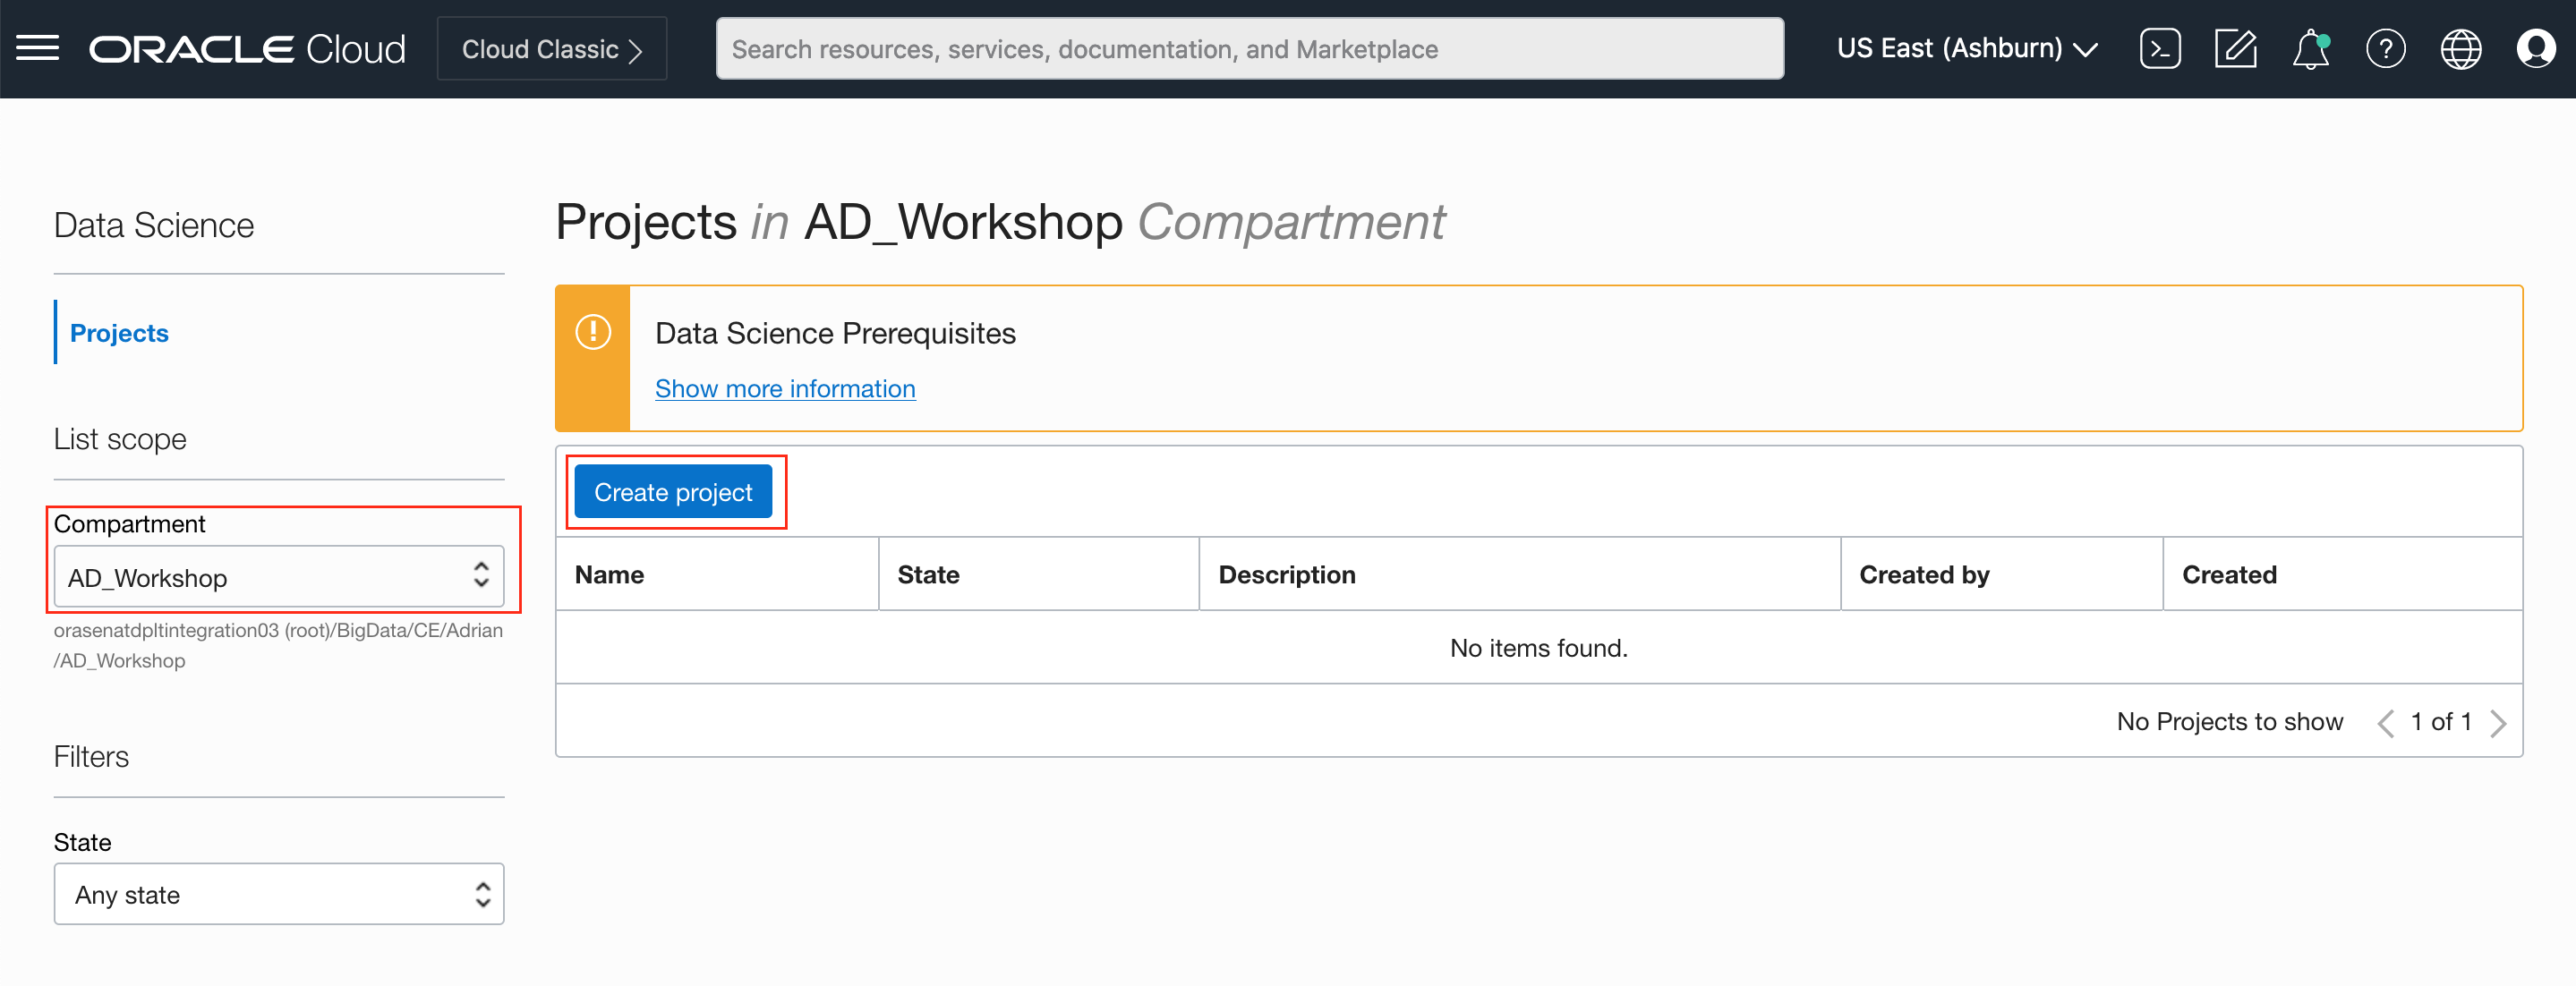 ORACLE Cloud
Cloud Classic
Search resources, services, documentation, and Marketplace
US East (Ashburn)
Data Science
Projects
List scope
Compartment
AD_Workshop
orasenatdpltintegration03 (root)/BigData/CE/Adrian
/AD_Workshop
Filters
State
Any state
Projects in AD_Workshop Compartment
Data Science Prerequisites
Show more information
Create project
Name State Description Created by Created
No items found.
No Projects to show 1 of 1